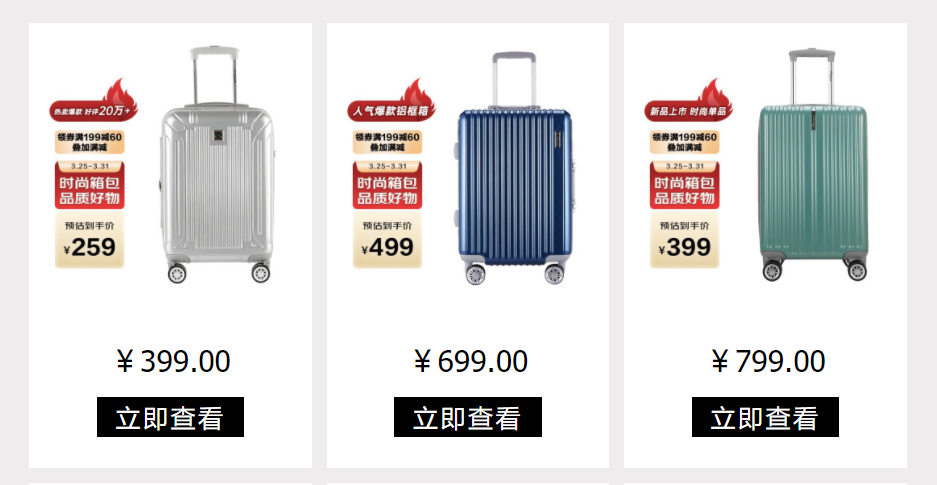 热卖爆款 好评20万+
领券满199减60
叠加满减
3.25-3.31
时尚箱包
品质好物
预估到手价
¥259
¥399.00
立即查看
人气爆款铝框箱
领券满199减60
叠加满减
3.25-3.31
时尚箱包
品质好物
预估到手价
¥499
¥699.00
立即查看
新品上市 时尚单品
领券满199减60
叠加满减
3.25-3.31
时尚箱包
品质好物
预估到手价
¥399
¥799.00
立即查看